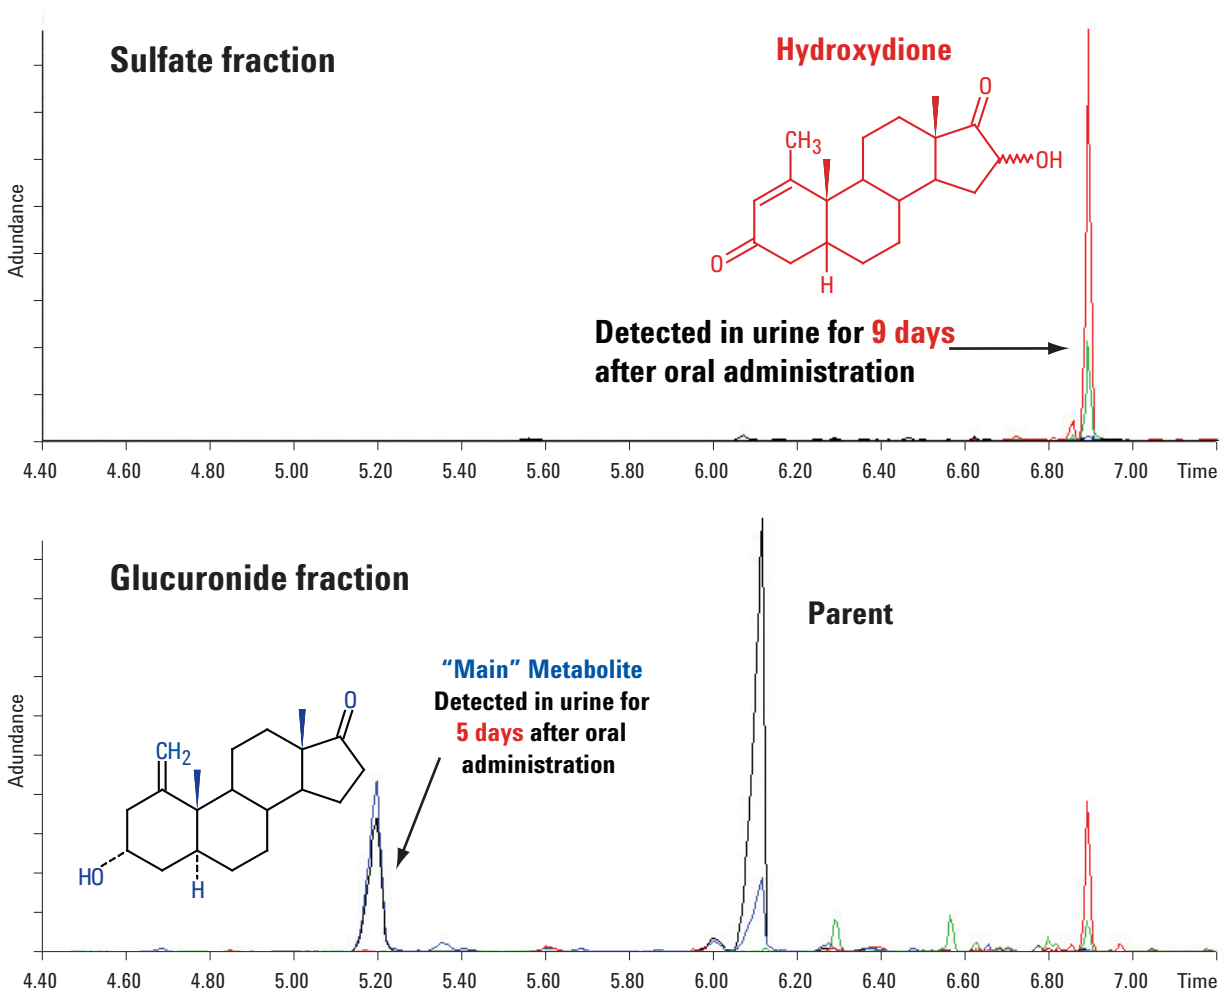 Sulfate fraction
Hydroxydione
O
CH3
OH
O
H
Detected in urine for 9 days
after oral administration
Adundance
4.40 4.60 4.80 5.00 5.20 5.40 5.60 5.80 6.00 6.20 6.40 6.60 6.80 7.00 Time
Glucuronide fraction
Parent
“Main” Metabolite
Detected in urine for
5 days after oral
administration
O
CH2
HO
H
Adundance
4.40 4.60 4.80 5.00 5.20 5.40 5.60 5.80 6.00 6.20 6.40 6.60 6.80 7.00 Time